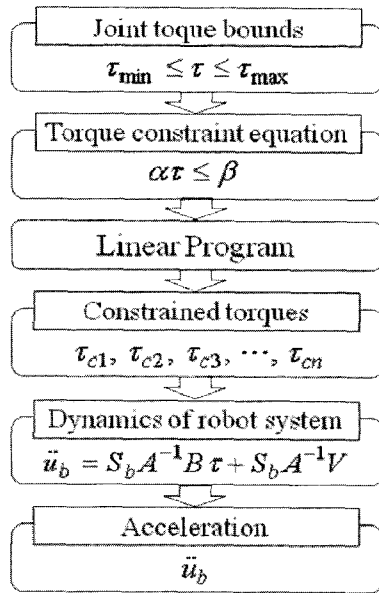 Joint toque bounds
τ_min ≤ τ ≤ τ_max
Torque constraint equation
ατ ≤ β
Linear Program
Constrained torques
τ_c1, τ_c2, τ_c3, ⋯, τ_cn
Dynamics of robot system
ü_b = S_b A⁻¹ B τ + S_b A⁻¹ V
Acceleration
ü_b